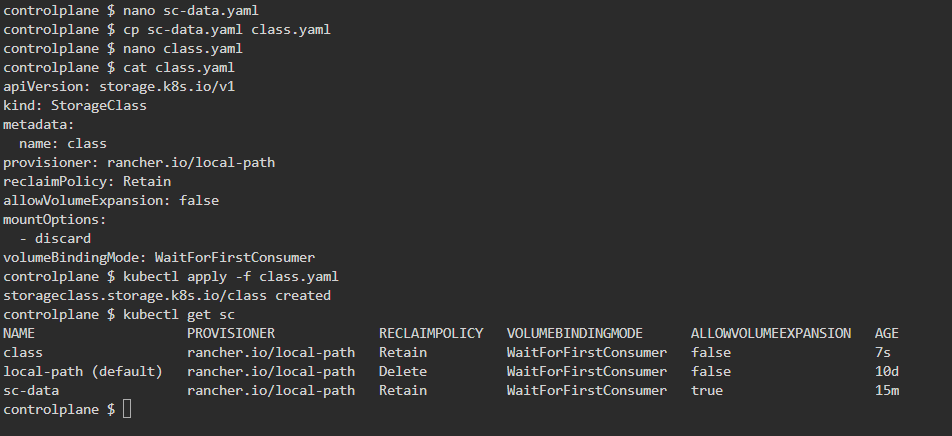 controlplane $ nano sc-data.yaml
controlplane $ cp sc-data.yaml class.yaml
controlplane $ nano class.yaml
controlplane $ cat class.yaml
apiVersion: storage.k8s.io/v1
kind: StorageClass
metadata:
  name: class
provisioner: rancher.io/local-path
reclaimPolicy: Retain
allowVolumeExpansion: false
mountOptions:
  - discard
volumeBindingMode: WaitForFirstConsumer
controlplane $ kubectl apply -f class.yaml
storageclass.storage.k8s.io/class created
controlplane $ kubectl get sc
NAME                   PROVISIONER             RECLAIMPOLICY   VOLUMEBINDINGMODE      ALLOWVOLUMEEXPANSION   AGE
class                  rancher.io/local-path   Retain          WaitForFirstConsumer   false                  7s
local-path (default)   rancher.io/local-path   Delete          WaitForFirstConsumer   false                  10d
sc-data                rancher.io/local-path   Retain          WaitForFirstConsumer   true                   15m
controlplane $